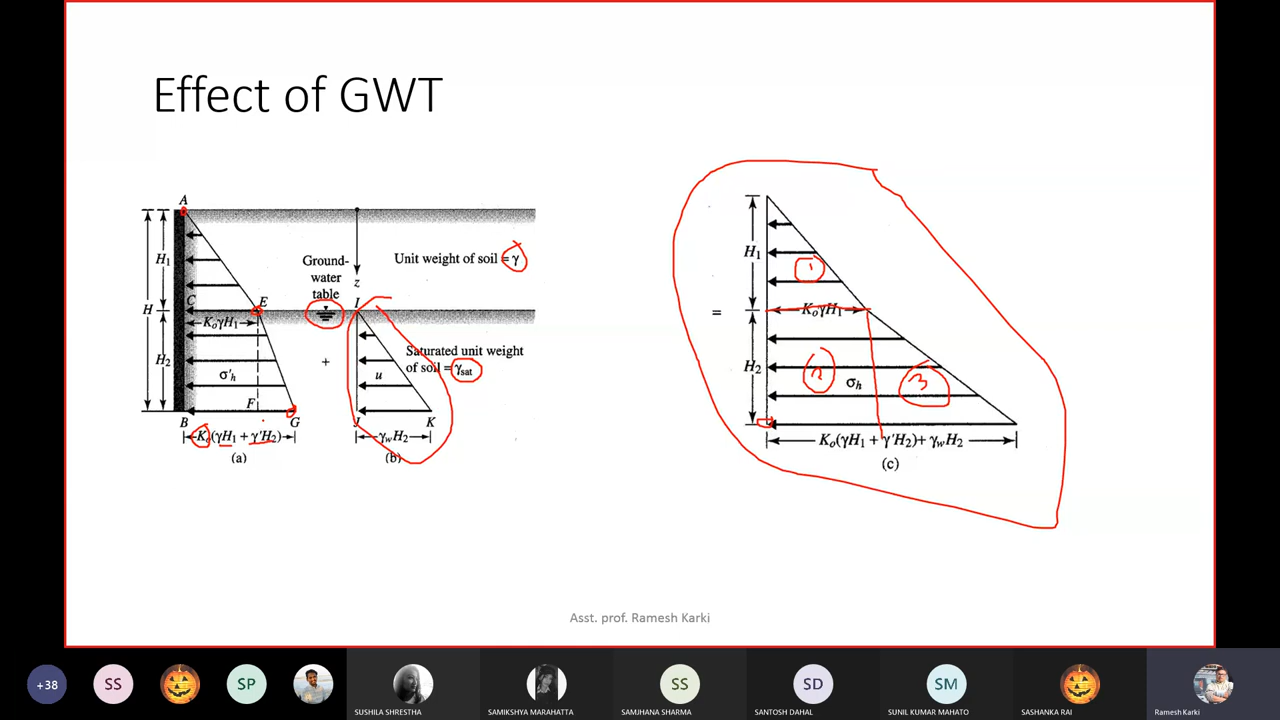 Effect of GWT
A
H₁
H
C
E
KₒγH₁
H₂
σ'ₕ
F
B
G
Kₒ(γH₁ + γ'H₂)
(a)
Ground-
water
table
+
z
I
Unit weight of soil = γ
Saturated unit weight
of soil = γsat
u
J
K
γwH₂
(b)
=
H₁
1
KₒγH₁
H₂
2
σₕ
3
Kₒ(γH₁ + γ'H₂) + γwH₂
(c)
Asst. prof. Ramesh Karki
+38
SS
SP
SUSHILA SHRESTHA
SAMIKSHYA MARAHATTA
SS
SAMJHANA SHARMA
SD
SANTOSH DAHAL
SM
SUNIL KUMAR MAHATO
SASHANKA RAI
Ramesh Karki